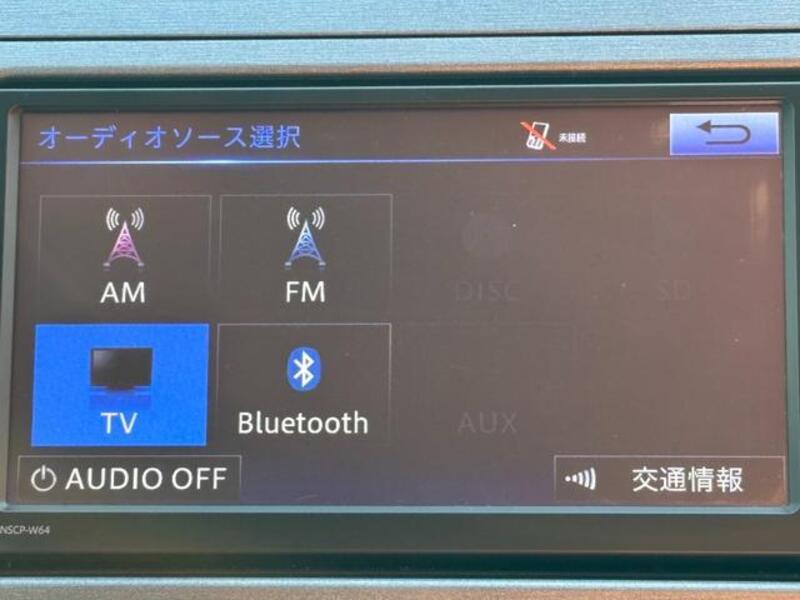 オーディオソース選択
未接続
AM
FM
DISC
SD
TV
Bluetooth
AUX
AUDIO OFF
交通情報
NSCP-W64